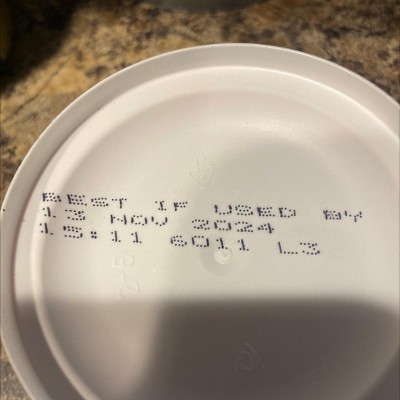 BEST IF USED BY
13 NOV 2024
15:11 6011 L3